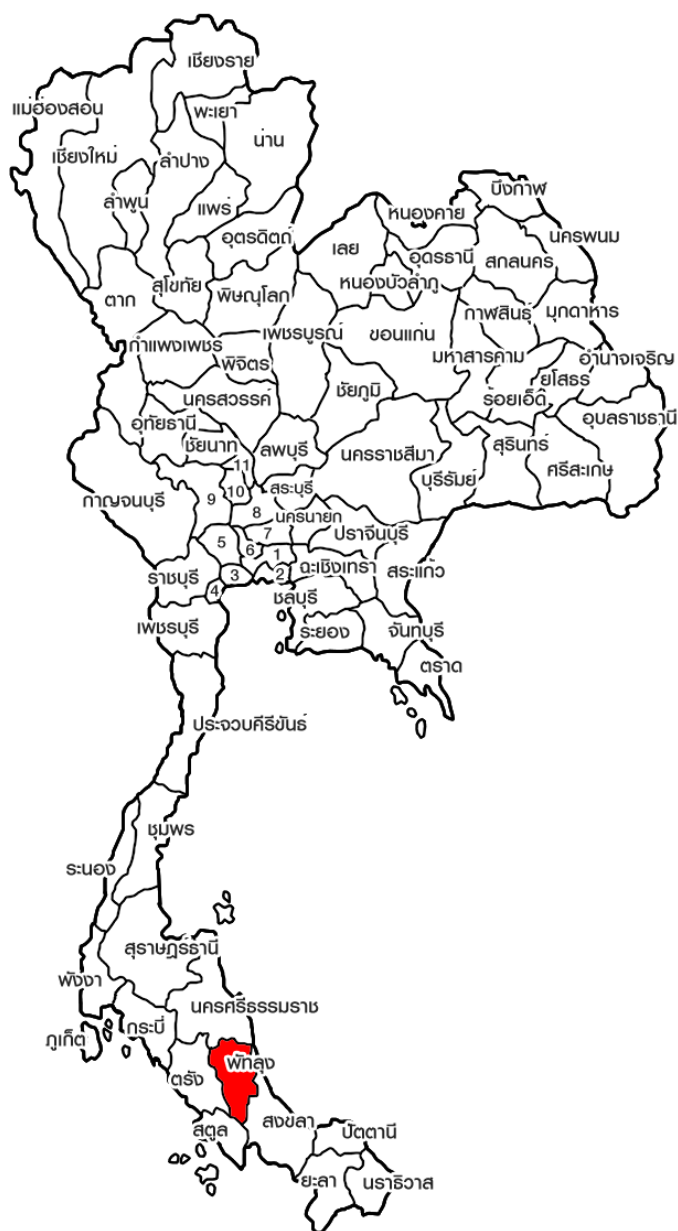 เชียงราย
แม่ฮ่องสอน
พะเยา
น่าน
เชียงใหม่
ลำปาง
ลำพูน
แพร่
อุตรดิตถ์
บึงกาฬ
หนองคาย
นครพนม
เลย
อุดรธานี
สกลนคร
ตาก
สุโขทัย
พิษณุโลก
หนองบัวลำภู
กาฬสินธุ์
มุกดาหาร
กำแพงเพชร
เพชรบูรณ์
ขอนแก่น
พิจิตร
มหาสารคาม
อำนาจเจริญ
ยโสธร
นครสวรรค์
ชัยภูมิ
ร้อยเอ็ด
อุทัยธานี
อุบลราชธานี
ชัยนาท
ลพบุรี
นครราชสีมา
สุรินทร์
11
บุรีรัมย์
ศรีสะเกษ
กาญจนบุรี
9
10
สระบุรี
8
นครนายก
7
ปราจีนบุรี
5
6
1
ฉะเชิงเทรา
สระแก้ว
ราชบุรี
3
2
4
ชลบุรี
เพชรบุรี
ระยอง
จันทบุรี
ตราด
ประจวบคีรีขันธ์
ชุมพร
ระนอง
สุราษฎร์ธานี
พังงา
นครศรีธรรมราช
ภูเก็ต
กระบี่
พัทลุง
ตรัง
สงขลา
สตูล
ปัตตานี
ยะลา
นราธิวาส